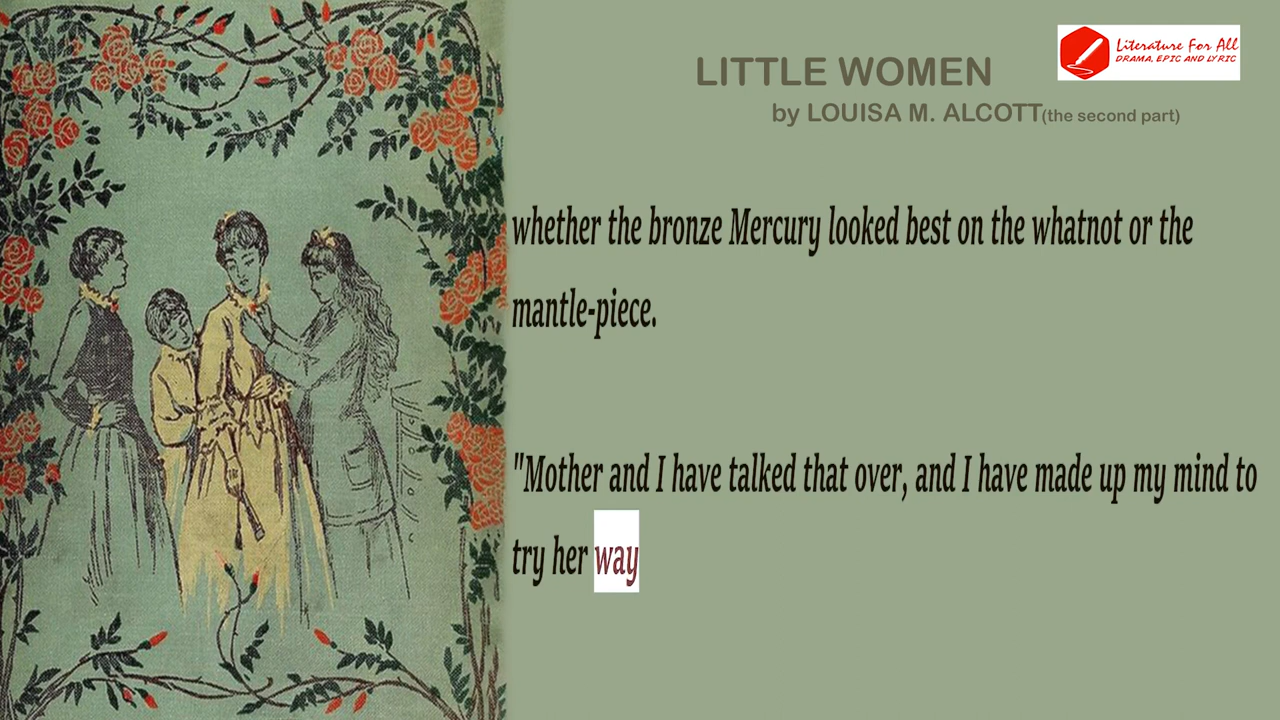 LITTLE WOMEN
by LOUISA M. ALCOTT(the second part)
Literature For All
DRAMA, EPIC AND LYRIC
whether the bronze Mercury looked best on the whatnot or the
mantle-piece.
"Mother and I have talked that over, and I have made up my mind to
try her way